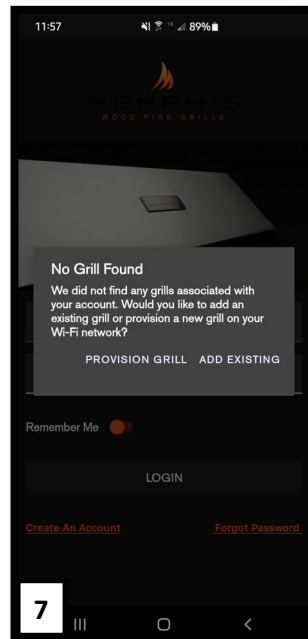 11:57 89%
MEMPHIS
WOOD FIRE GRILLS
No Grill Found
We did not find any grills associated with
your account. Would you like to add an
existing grill or provision a new grill on your
Wi-Fi network?
PROVISION GRILL ADD EXISTING
Remember Me
LOGIN
Create An Account Forgot Password
7